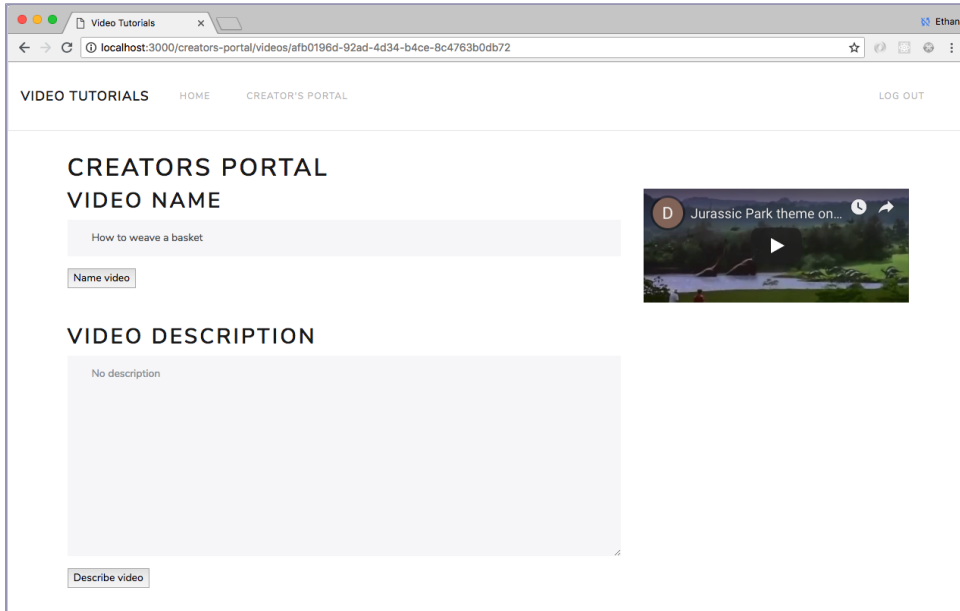 Video Tutorials
Ethan
localhost:3000/creators-portal/videos/afb0196d-92ad-4d34-b4ce-8c4763b0db72
VIDEO TUTORIALS HOME CREATOR'S PORTAL LOG OUT
CREATORS PORTAL
VIDEO NAME
How to weave a basket
Name video
D Jurassic Park theme on...
VIDEO DESCRIPTION
No description
Describe video